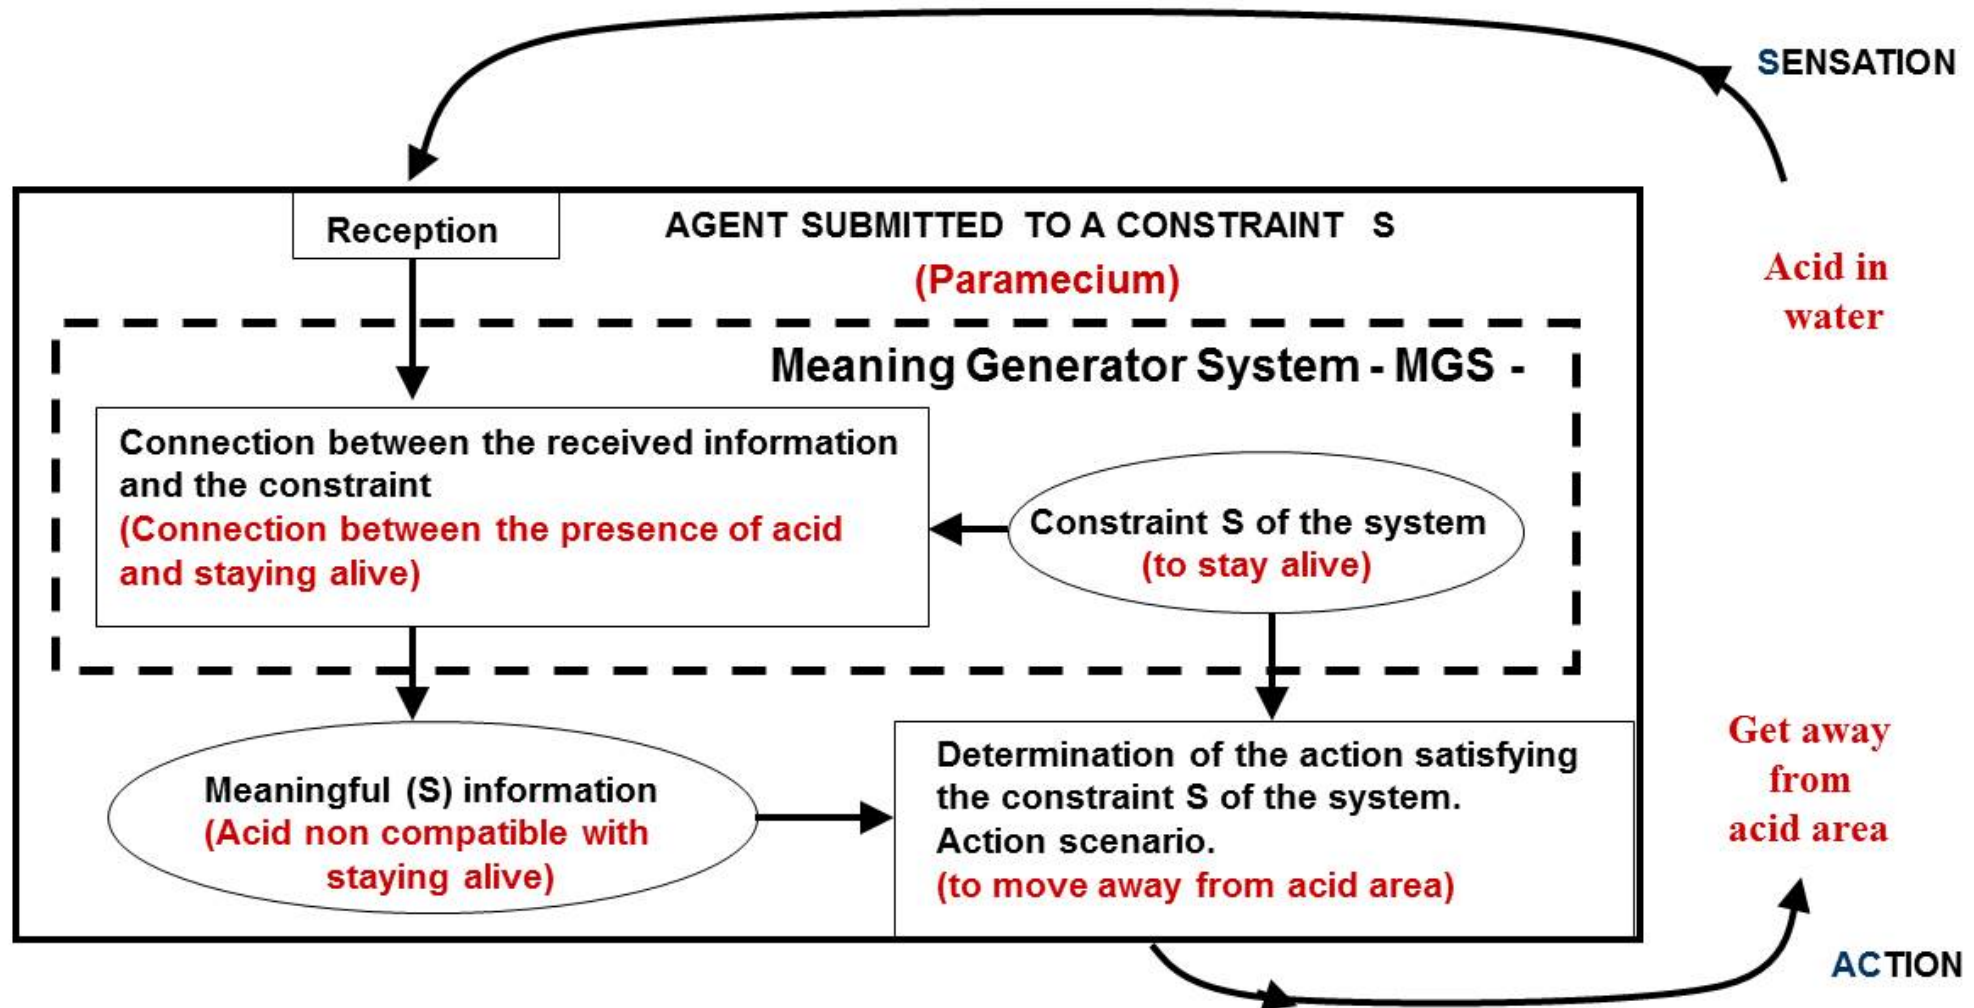 SENSATION
Reception
AGENT SUBMITTED TO A CONSTRAINT S
(Paramecium)
Acid in
water
Meaning Generator System - MGS -
Connection between the received information
and the constraint
(Connection between the presence of acid
and staying alive)
Constraint S of the system
(to stay alive)
Meaningful (S) information
(Acid non compatible with
staying alive)
Determination of the action satisfying
the constraint S of the system.
Action scenario.
(to move away from acid area)
Get away
from
acid area
ACTION